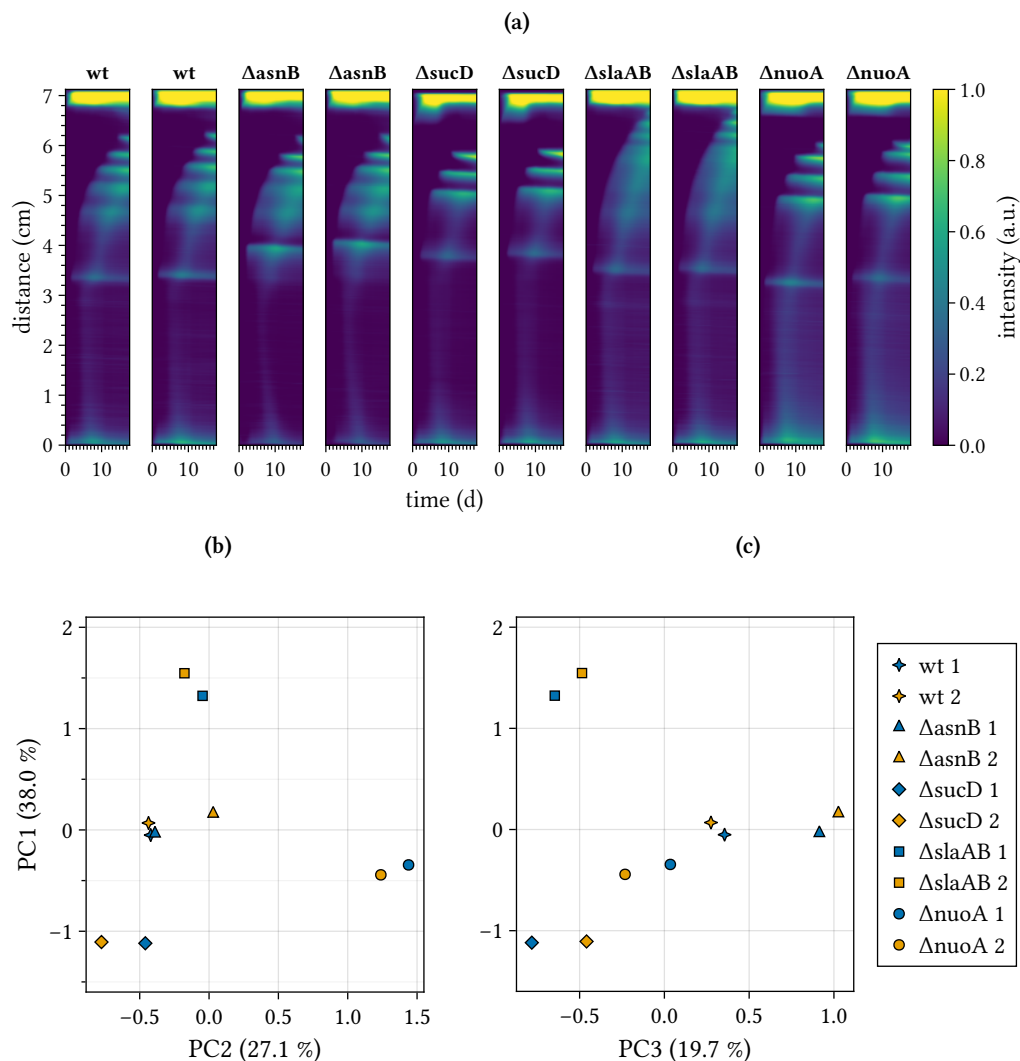 (a)
wt wt ΔasnB ΔasnB ΔsucD ΔsucD ΔslaAB ΔslaAB ΔnuoA ΔnuoA
distance (cm)
7
6
5
4
3
2
1
0
0 10 0 10 0 10 0 10 0 10 0 10 0 10 0 10 0 10 0 10
time (d)
1.0
0.8
0.6
0.4
0.2
0.0
intensity (a.u.)
(b)
PC1 (38.0 %)
2
1
0
−1
−0.5 0.0 0.5 1.0 1.5
PC2 (27.1 %)
(c)
2
1
0
−1
−0.5 0.0 0.5 1.0
PC3 (19.7 %)
wt 1
wt 2
ΔasnB 1
ΔasnB 2
ΔsucD 1
ΔsucD 2
ΔslaAB 1
ΔslaAB 2
ΔnuoA 1
ΔnuoA 2